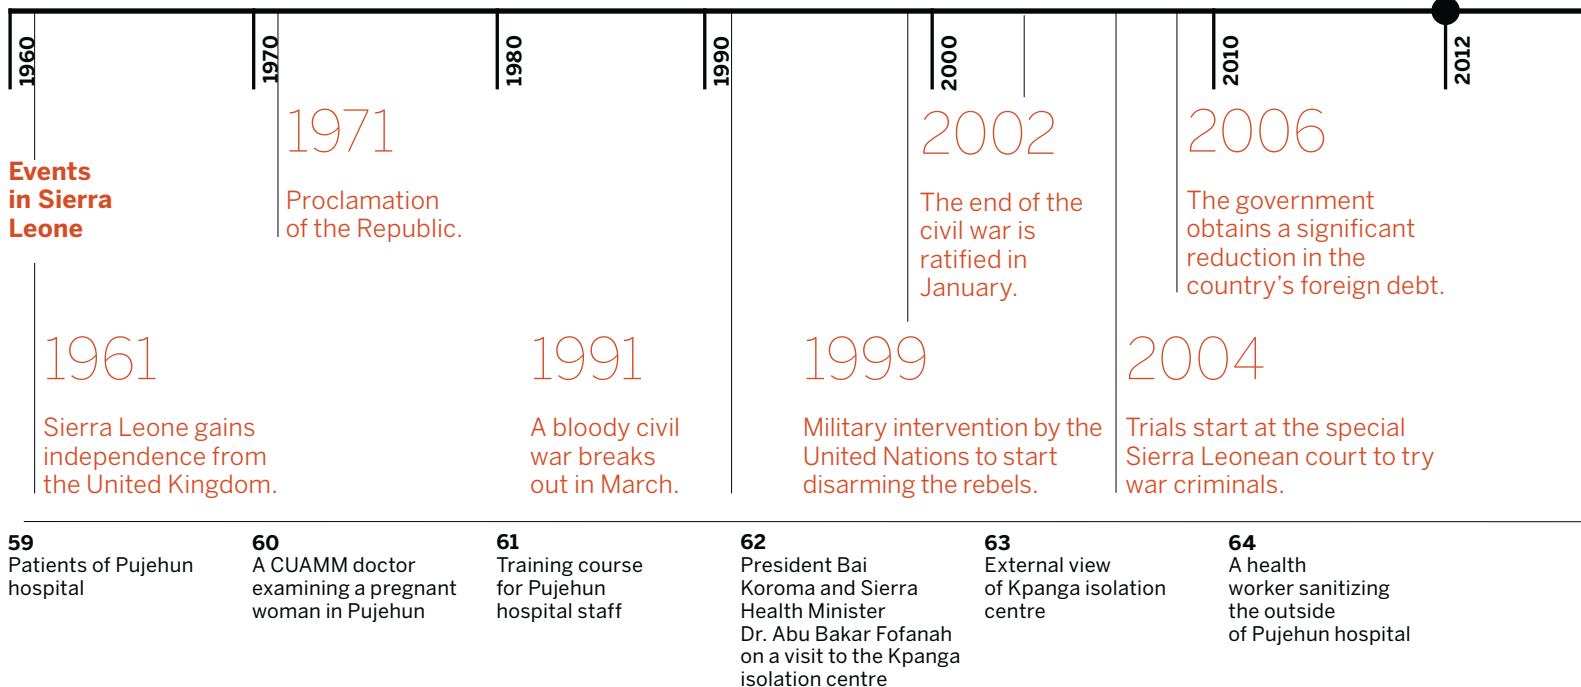 1960
1970
1980
1990
2000
2010
2012
Events
in Sierra
Leone
1971
Proclamation
of the Republic.
2002
The end of the
civil war is
ratified in
January.
2006
The government
obtains a significant
reduction in the
country’s foreign debt.
1961
Sierra Leone gains
independence from
the United Kingdom.
1991
A bloody civil
war breaks
out in March.
1999
Military intervention by the
United Nations to start
disarming the rebels.
2004
Trials start at the special
Sierra Leonean court to try
war criminals.
59
Patients of Pujehun
hospital
60
A CUAMM doctor
examining a pregnant
woman in Pujehun
61
Training course
for Pujehun
hospital staff
62
President Bai
Koroma and Sierra
Health Minister
Dr. Abu Bakar Fofanah
on a visit to the Kpanga
isolation centre
63
External view
of Kpanga isolation
centre
64
A health
worker sanitizing
the outside
of Pujehun hospital